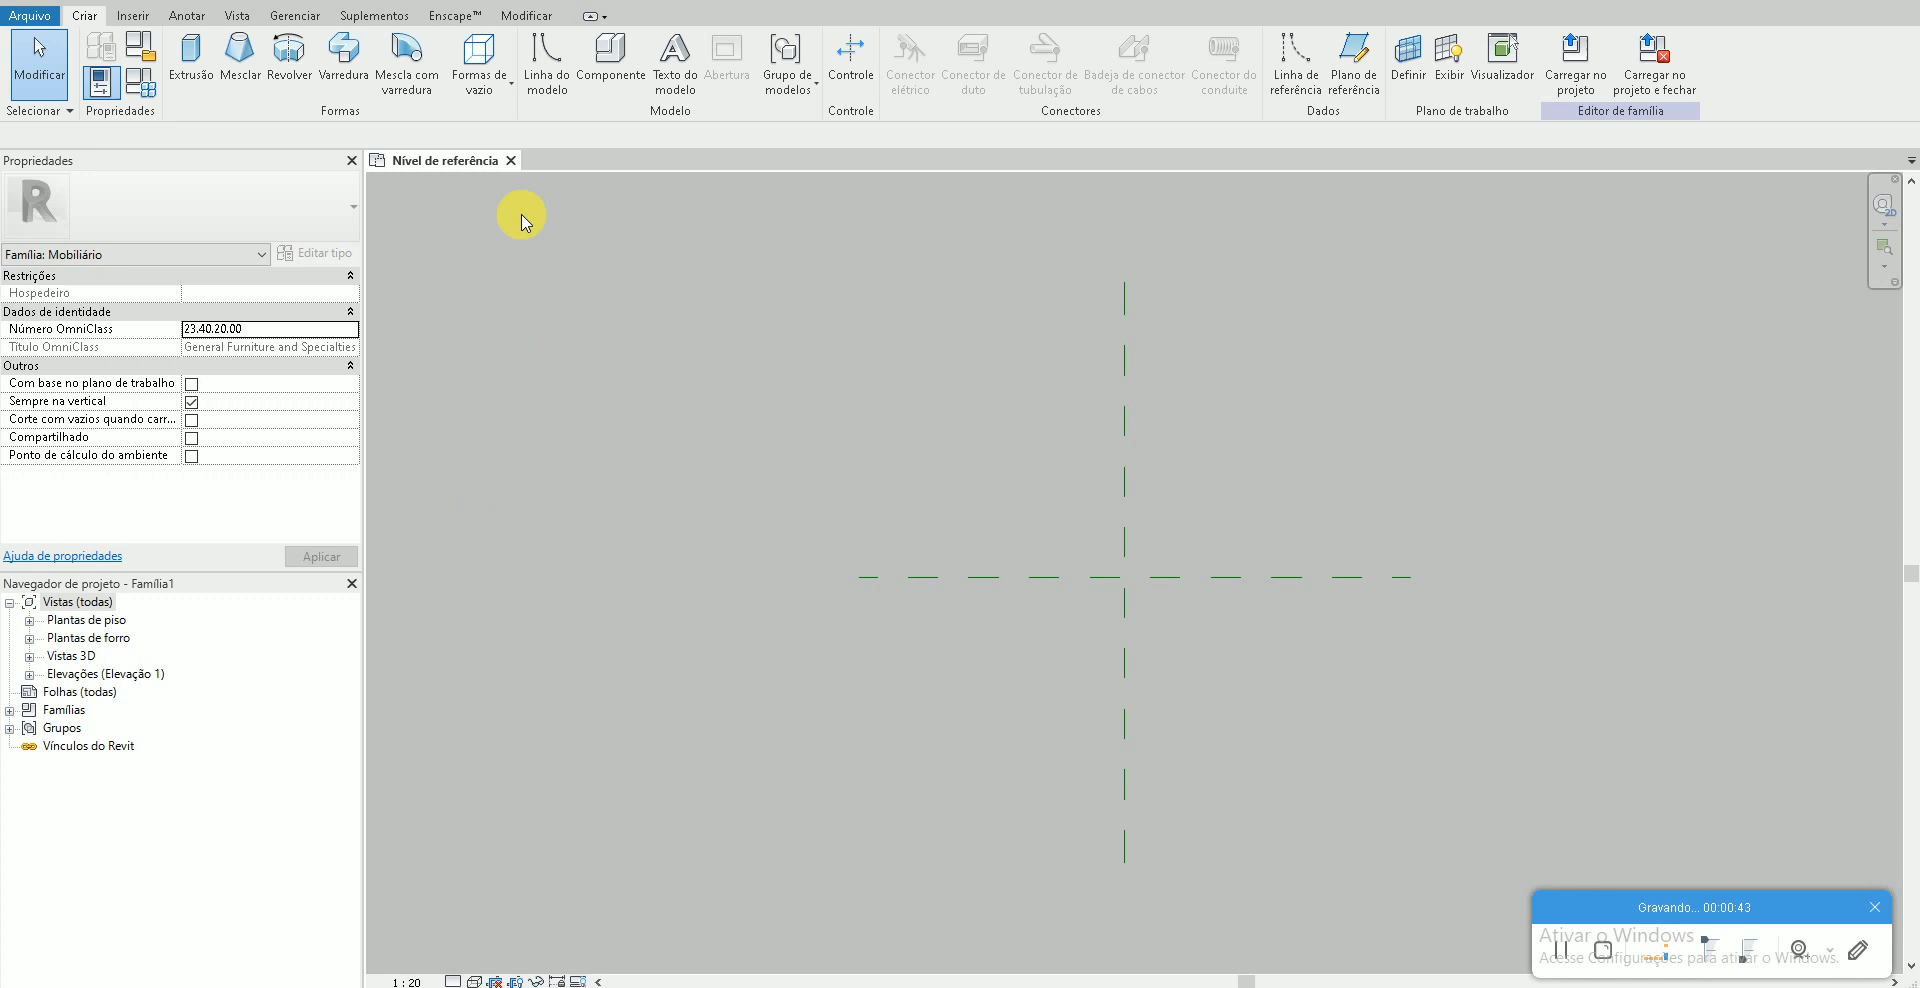 Arquivo Criar Inserir Anotar Vista Gerenciar Suplementos Enscape™ Modificar
Modificar
Selecionar
Propriedades
Extrusão Mesclar Revolver Varredura Mescla com varredura Formas de vazio
Formas
Linha do modelo Componente Texto do modelo Abertura Grupo de modelos
Modelo
Controle
Controle
Conector elétrico Conector de duto Conector de tubulação Badeja de conector de cabos Conector do conduite
Conectores
Linha de referência Plano de referência
Dados
Definir Exibir Visualizador
Plano de trabalho
Carregar no projeto Carregar no projeto e fechar
Editor de família
Propriedades
R
Família: Mobiliário
Editar tipo
Restrições
Hospedeiro
Dados de identidade
Número OmniClass 23.40.20.00
Título OmniClass General Furniture and Specialties
Outros
Com base no plano de trabalho
Sempre na vertical
Corte com vazios quando carr...
Compartilhado
Ponto de cálculo do ambiente
Ajuda de propriedades
Aplicar
Navegador de projeto - Família1
Vistas (todas)
Plantas de piso
Plantas de forro
Vistas 3D
Elevações (Elevação 1)
Folhas (todas)
Famílias
Grupos
Vínculos do Revit
Nível de referência
2D
1 : 20
Gravando... 00:00:43
Ativar o Windows
Acesse Configurações para ativar o Windows.